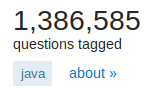 1,386,585
questions tagged
java about »